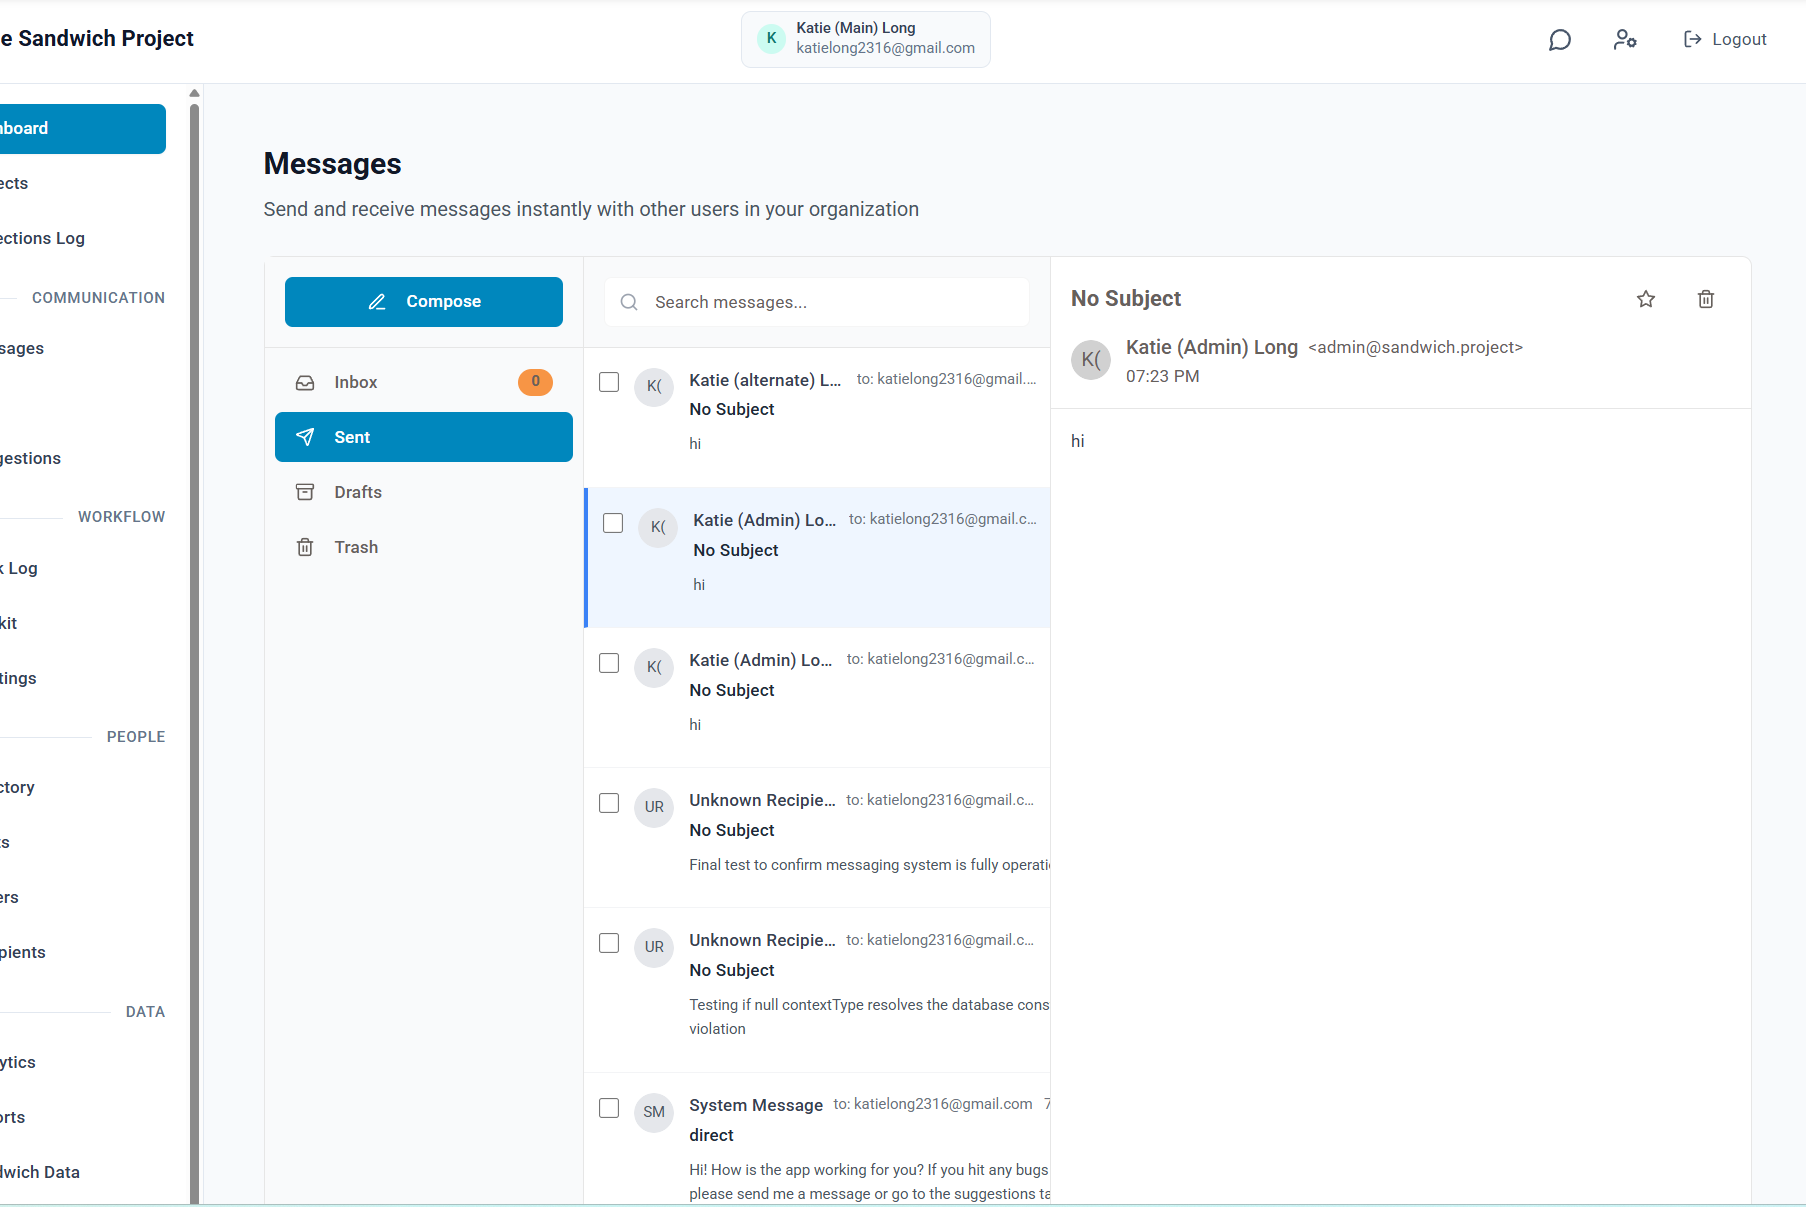 e Sandwich Project
K
Katie (Main) Long
katielong2316@gmail.com
Logout
board
ects
ections Log
COMMUNICATION
sages
gestions
WORKFLOW
k Log
kit
tings
PEOPLE
ctory
ts
ers
pients
DATA
ytics
orts
dwich Data
Messages
Send and receive messages instantly with other users in your organization
Compose
Inbox 0
Sent
Drafts
Trash
Search messages...
K( Katie (alternate) L... to: katielong2316@gmail....
No Subject
hi
K( Katie (Admin) Lo... to: katielong2316@gmail.c...
No Subject
hi
K( Katie (Admin) Lo... to: katielong2316@gmail.c...
No Subject
hi
UR Unknown Recipie... to: katielong2316@gmail.c...
No Subject
Final test to confirm messaging system is fully operati
UR Unknown Recipie... to: katielong2316@gmail.c...
No Subject
Testing if null contextType resolves the database cons
violation
SM System Message to: katielong2316@gmail.com 7
direct
Hi! How is the app working for you? If you hit any bugs
please send me a message or go to the suggestions ta
No Subject
K( Katie (Admin) Long <admin@sandwich.project>
07:23 PM
hi